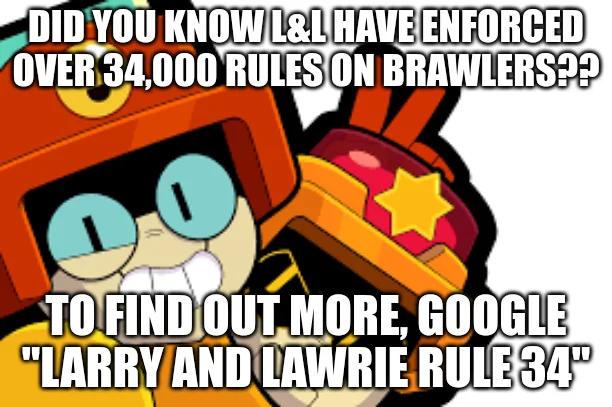 DID YOU KNOW L&L HAVE ENFORCED
OVER 34,000 RULES ON BRAWLERS??
TO FIND OUT MORE, GOOGLE
"LARRY AND LAWRIE RULE 34"